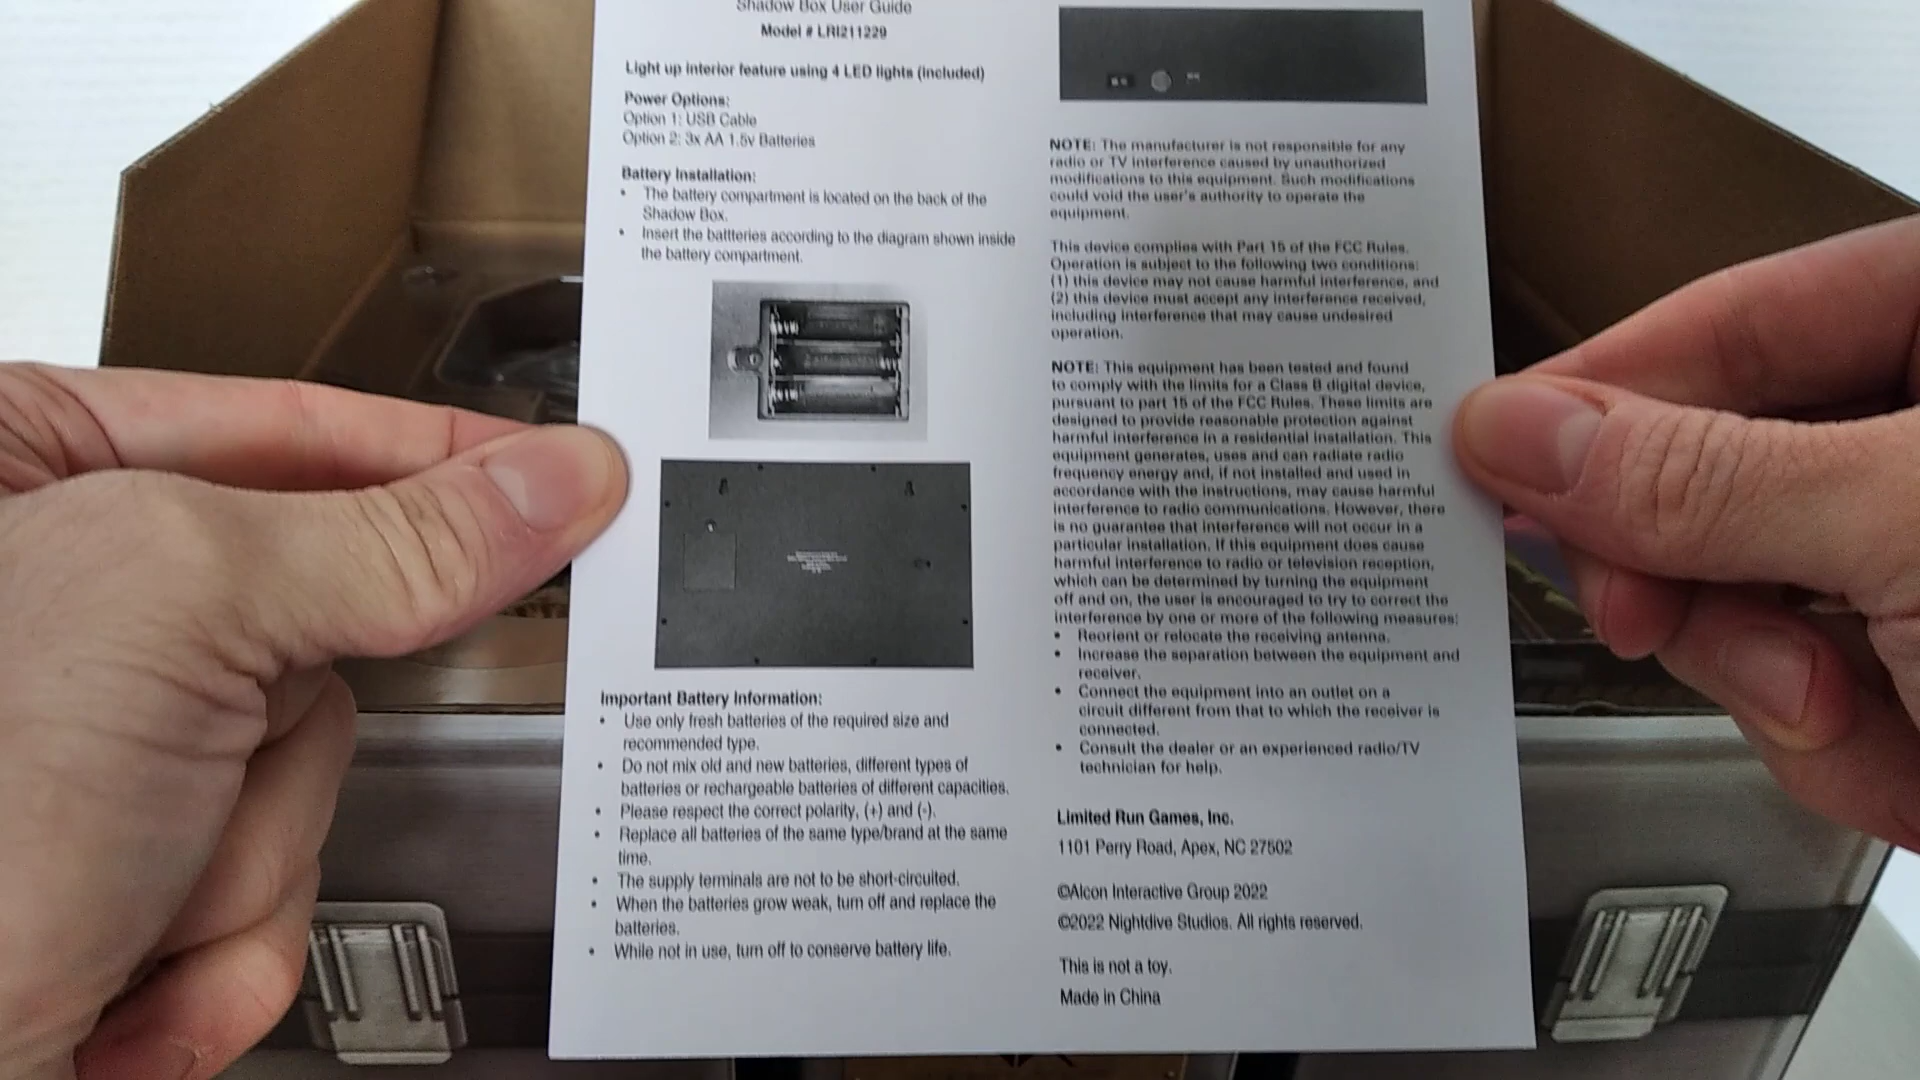 Shadow Box User Guide
Model # LRI211229
Light up interior feature using 4 LED lights (included)
Power Options:
Option 1: USB Cable
Option 2: 3x AA 1.5v Batteries
Battery Installation:
• The battery compartment is located on the back of the
Shadow Box.
• Insert the battteries according to the diagram shown inside
the battery compartment.
Important Battery Information:
• Use only fresh batteries of the required size and
recommended type.
• Do not mix old and new batteries, different types of
batteries or rechargeable batteries of different capacities.
• Please respect the correct polarity, (+) and (-).
• Replace all batteries of the same type/brand at the same
time.
• The supply terminals are not to be short-circuited.
• When the batteries grow weak, turn off and replace the
batteries.
• While not in use, turn off to conserve battery life.
NOTE: The manufacturer is not responsible for any
radio or TV interference caused by unauthorized
modifications to this equipment. Such modifications
could void the user's authority to operate the
equipment.
This device complies with Part 15 of the FCC Rules.
Operation is subject to the following two conditions:
(1) this device may not cause harmful interference, and
(2) this device must accept any interference received,
including interference that may cause undesired
operation.
NOTE: This equipment has been tested and found
to comply with the limits for a Class B digital device,
pursuant to part 15 of the FCC Rules. These limits are
designed to provide reasonable protection against
harmful interference in a residential installation. This
equipment generates, uses and can radiate radio
frequency energy and, if not installed and used in
accordance with the instructions, may cause harmful
interference to radio communications. However, there
is no guarantee that interference will not occur in a
particular installation. If this equipment does cause
harmful interference to radio or television reception,
which can be determined by turning the equipment
off and on, the user is encouraged to try to correct the
interference by one or more of the following measures:
• Reorient or relocate the receiving antenna.
• Increase the separation between the equipment and
receiver.
• Connect the equipment into an outlet on a
circuit different from that to which the receiver is
connected.
• Consult the dealer or an experienced radio/TV
technician for help.
Limited Run Games, Inc.
1101 Perry Road, Apex, NC 27502
©Alcon Interactive Group 2022
©2022 Nightdive Studios. All rights reserved.
This is not a toy.
Made in China